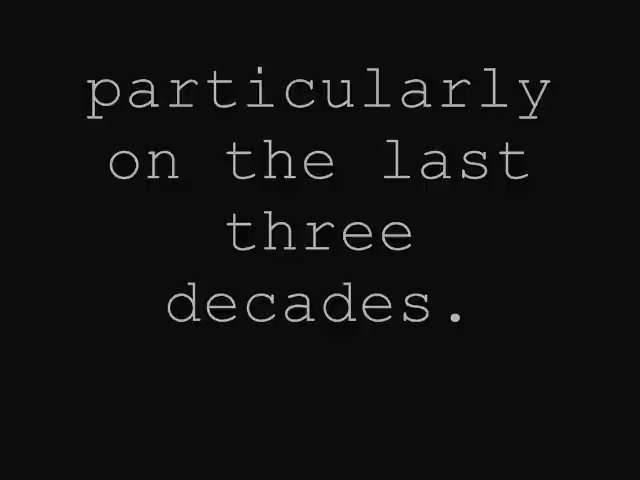 particularly
on the last
three
decades.